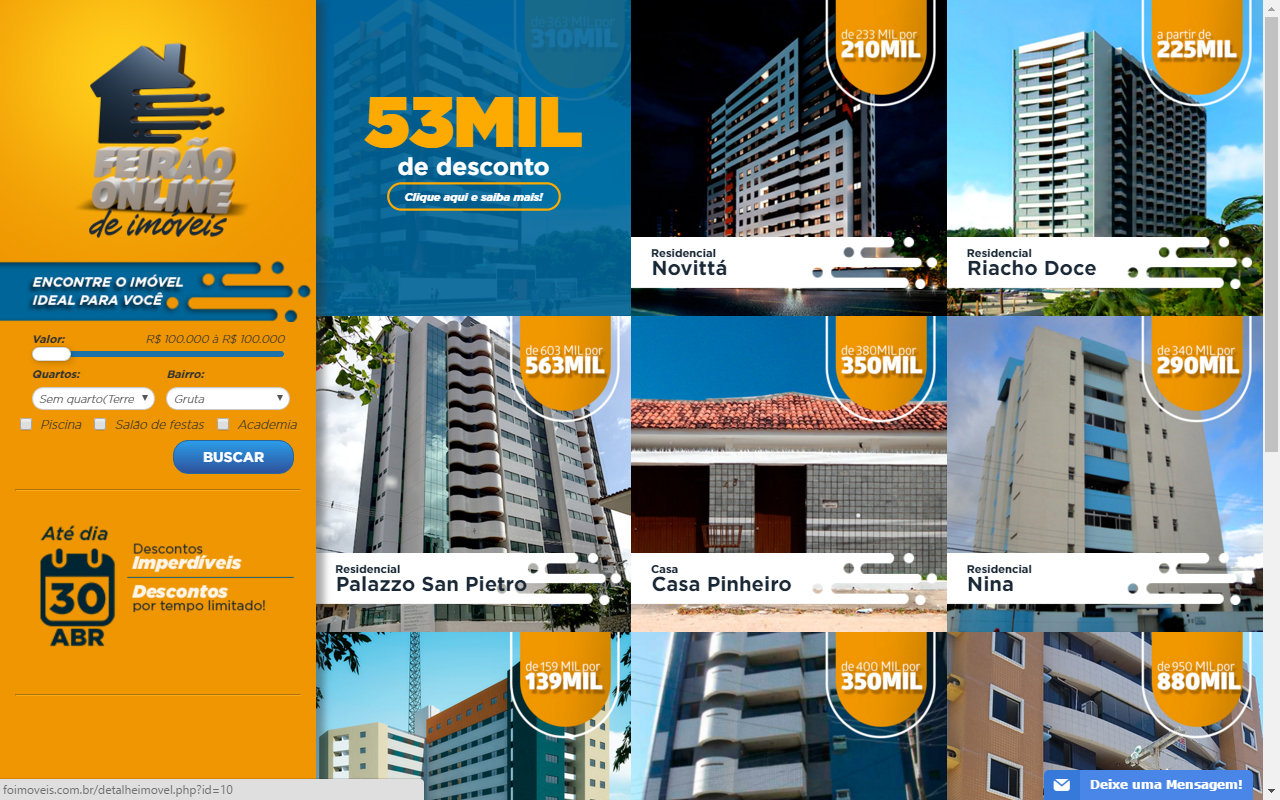 FEIRÃO
ONLINE
de imóveis
ENCONTRE O IMÓVEL
IDEAL PARA VOCÊ
Valor:
R$ 100.000 à R$ 100.000
Quartos:
Bairro:
Sem quarto(Terre
Gruta
Piscina
Salão de festas
Academia
BUSCAR
Até dia
30
ABR
Descontos
Imperdíveis
Descontos
por tempo limitado!
de 363 MIL por
310MIL
53MIL
de desconto
Clique aqui e saiba mais!
de 233 MIL por
210MIL
Residencial
Novittá
a partir de
225MIL
Residencial
Riacho Doce
de 603 MIL por
563MIL
Residencial
Palazzo San Pietro
de 380MIL por
350MIL
Casa
Casa Pinheiro
de 340 MIL por
290MIL
Residencial
Nina
de 159 MIL por
139MIL
de 400 MIL por
350MIL
de 950 MIL por
880MIL
Deixe uma Mensagem!
foimoveis.com.br/detalheimovel.php?id=10